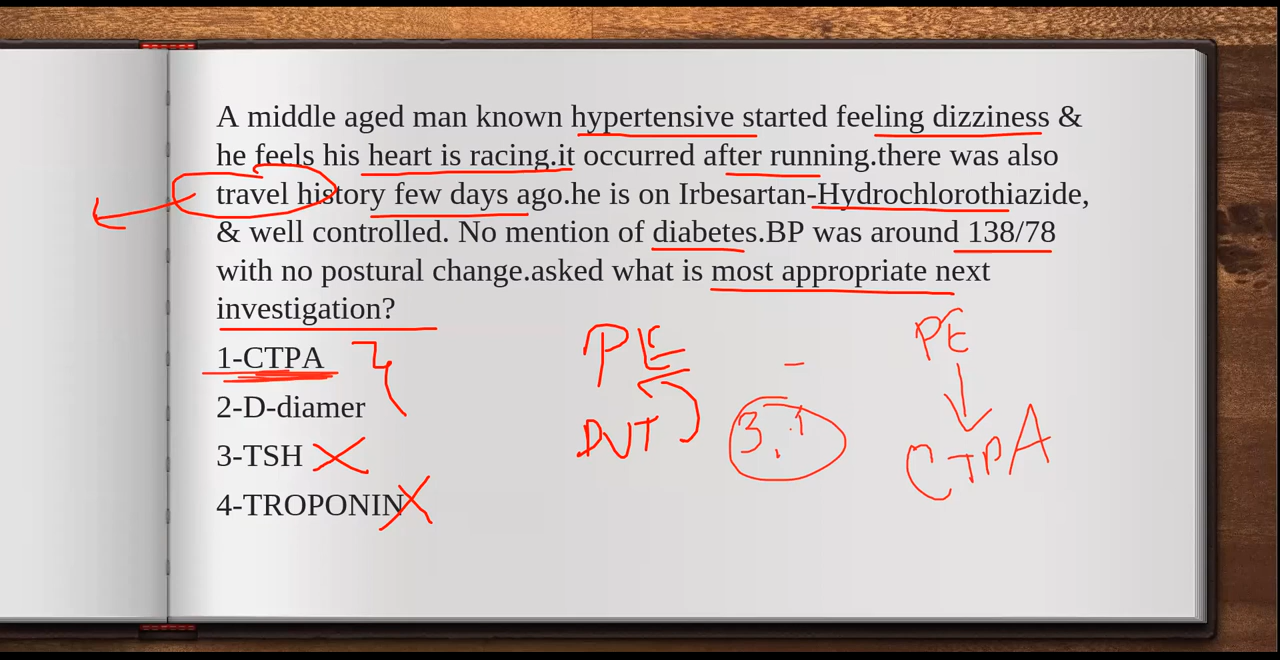 A middle aged man known hypertensive started feeling dizziness &
he feels his heart is racing.it occurred after running.there was also
travel history few days ago.he is on Irbesartan-Hydrochlorothiazide,
& well controlled. No mention of diabetes.BP was around 138/78
with no postural change.asked what is most appropriate next
investigation?
1-CTPA
2-D-diamer
3-TSH
4-TROPONIN
PE
DVT
PE
CTPA